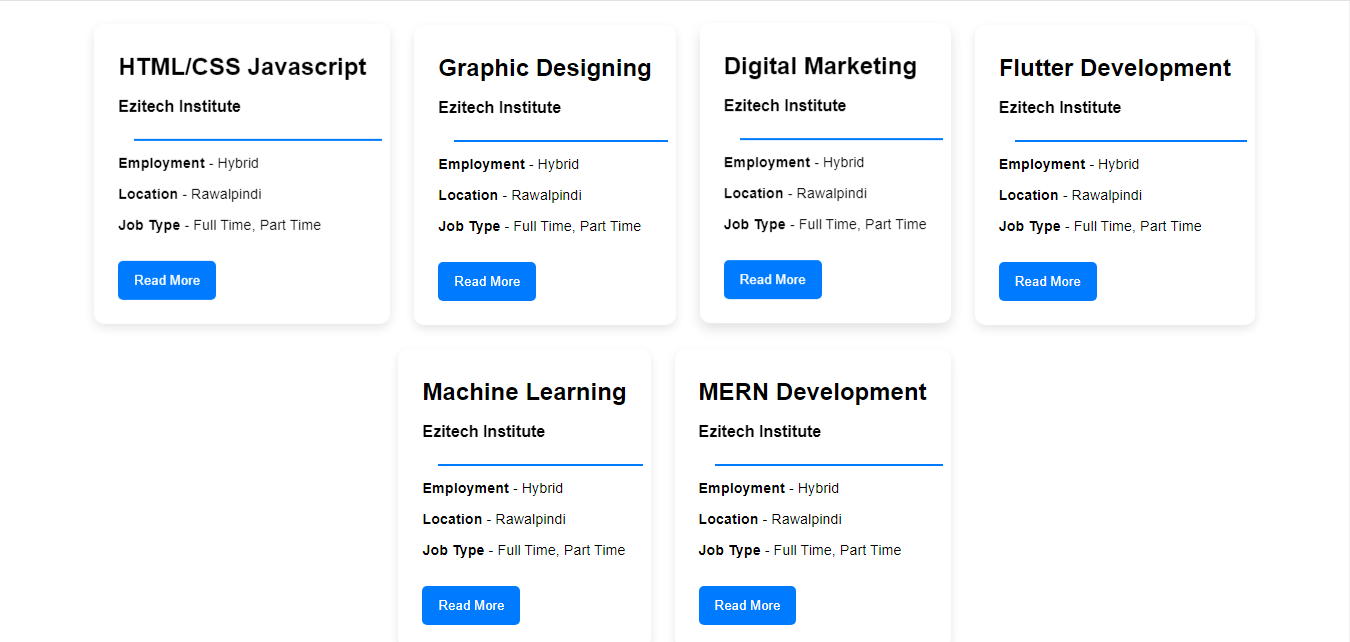 HTML/CSS Javascript
Ezitech Institute
Employment - Hybrid
Location - Rawalpindi
Job Type - Full Time, Part Time
Read More
Graphic Designing
Ezitech Institute
Employment - Hybrid
Location - Rawalpindi
Job Type - Full Time, Part Time
Read More
Digital Marketing
Ezitech Institute
Employment - Hybrid
Location - Rawalpindi
Job Type - Full Time, Part Time
Read More
Flutter Development
Ezitech Institute
Employment - Hybrid
Location - Rawalpindi
Job Type - Full Time, Part Time
Read More
Machine Learning
Ezitech Institute
Employment - Hybrid
Location - Rawalpindi
Job Type - Full Time, Part Time
Read More
MERN Development
Ezitech Institute
Employment - Hybrid
Location - Rawalpindi
Job Type - Full Time, Part Time
Read More